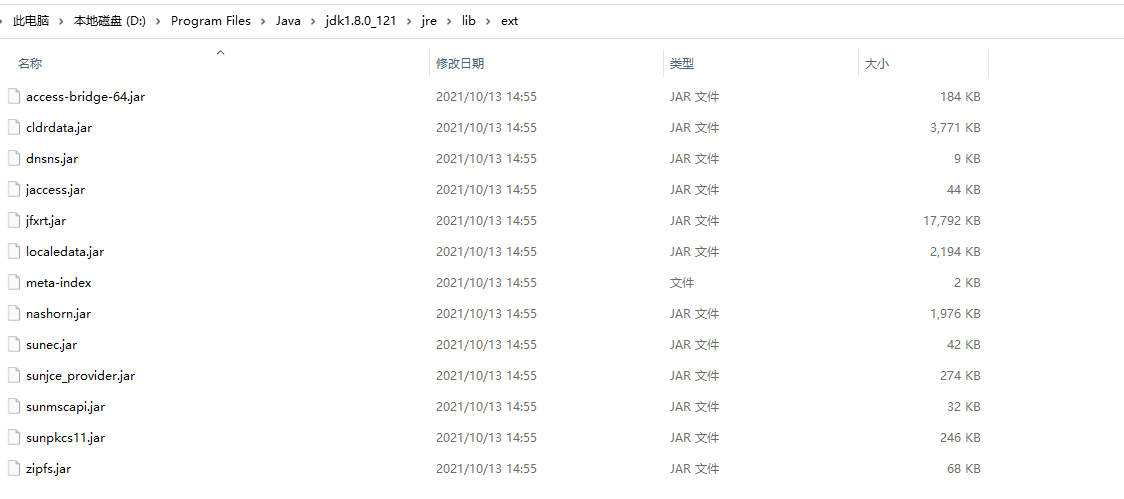 此电脑 › 本地磁盘 (D:) › Program Files › Java › jdk1.8.0_121 › jre › lib › ext
名称 修改日期 类型 大小
access-bridge-64.jar 2021/10/13 14:55 JAR 文件 184 KB
cldrdata.jar 2021/10/13 14:55 JAR 文件 3,771 KB
dnsns.jar 2021/10/13 14:55 JAR 文件 9 KB
jaccess.jar 2021/10/13 14:55 JAR 文件 44 KB
jfxrt.jar 2021/10/13 14:55 JAR 文件 17,792 KB
localedata.jar 2021/10/13 14:55 JAR 文件 2,194 KB
meta-index 2021/10/13 14:55 文件 2 KB
nashorn.jar 2021/10/13 14:55 JAR 文件 1,976 KB
sunec.jar 2021/10/13 14:55 JAR 文件 42 KB
sunjce_provider.jar 2021/10/13 14:55 JAR 文件 274 KB
sunmscapi.jar 2021/10/13 14:55 JAR 文件 32 KB
sunpkcs11.jar 2021/10/13 14:55 JAR 文件 246 KB
zipfs.jar 2021/10/13 14:55 JAR 文件 68 KB